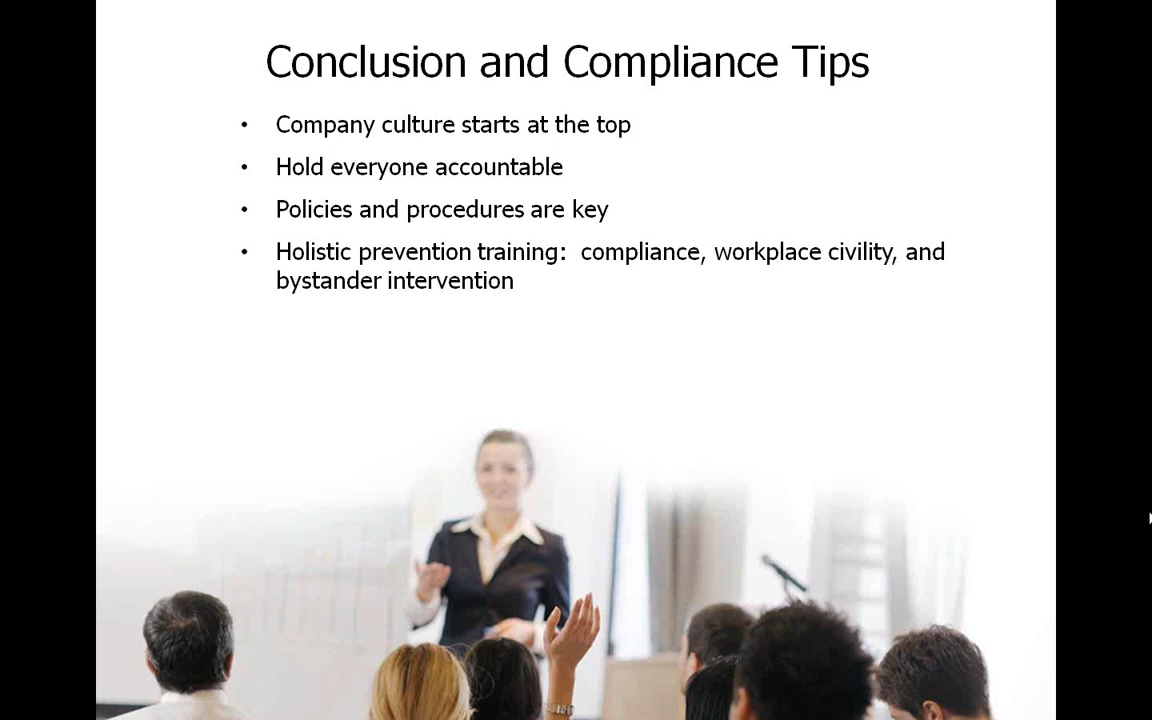 Conclusion and Compliance Tips
• Company culture starts at the top
• Hold everyone accountable
• Policies and procedures are key
• Holistic prevention training:  compliance, workplace civility, and
bystander intervention